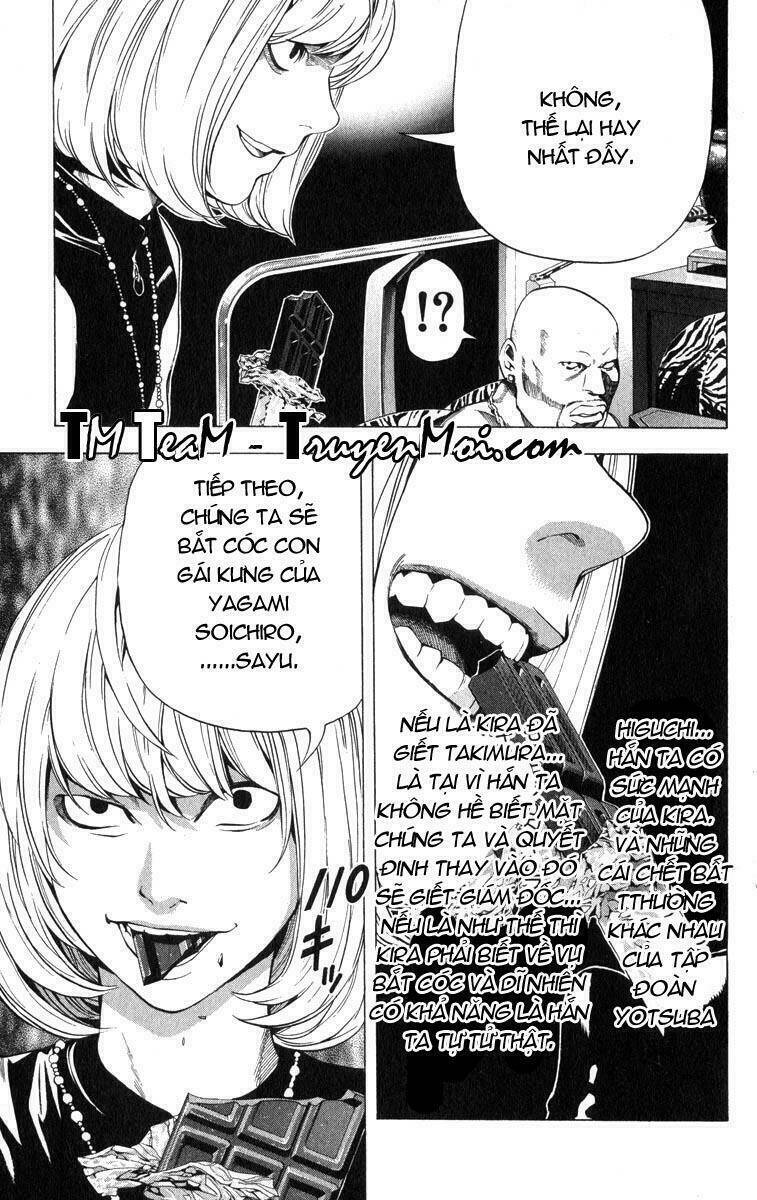 KHÔNG,
THẾ LẠI HAY
NHẤT ĐẤY.
!?
TM TEAM - TRUYENMOI.COM
HIGUCHI...
HẮN TA CÓ
SỨC MẠNH
CỦA KIRA.
VÀ NHỮNG
CÁI CHẾT BẤT
TTHƯỜNG
KHÁC NHAU
CỦA TẬP
ĐOÀN
YOTSUBA
NẾU LÀ KIRA ĐÃ
GIẾT TAKIMURA...
LÀ TẠI VÌ HẮN TA
KHÔNG HỀ BIẾT MẶT
CHÚNG TA VÀ QUYẾT
ĐINH THAY VÀO ĐÓ
SẼ GIẾT GIÁM ĐỐC...
NẾU LÀ NHƯ THẾ THÌ
KIRA PHẢI BIẾT VỀ VỤ
BẮT CÓC VÀ DĨ NHIÊN
CÓ KHẢ NĂNG LÀ HẮN
TA TỰ TỬ THẬT.
TIẾP THEO,
CHÚNG TA SẼ
BẮT CÓC CON
GÁI KƯNG CỦA
YAGAMI
SOICHIRO,
......SAYU.
パキッ